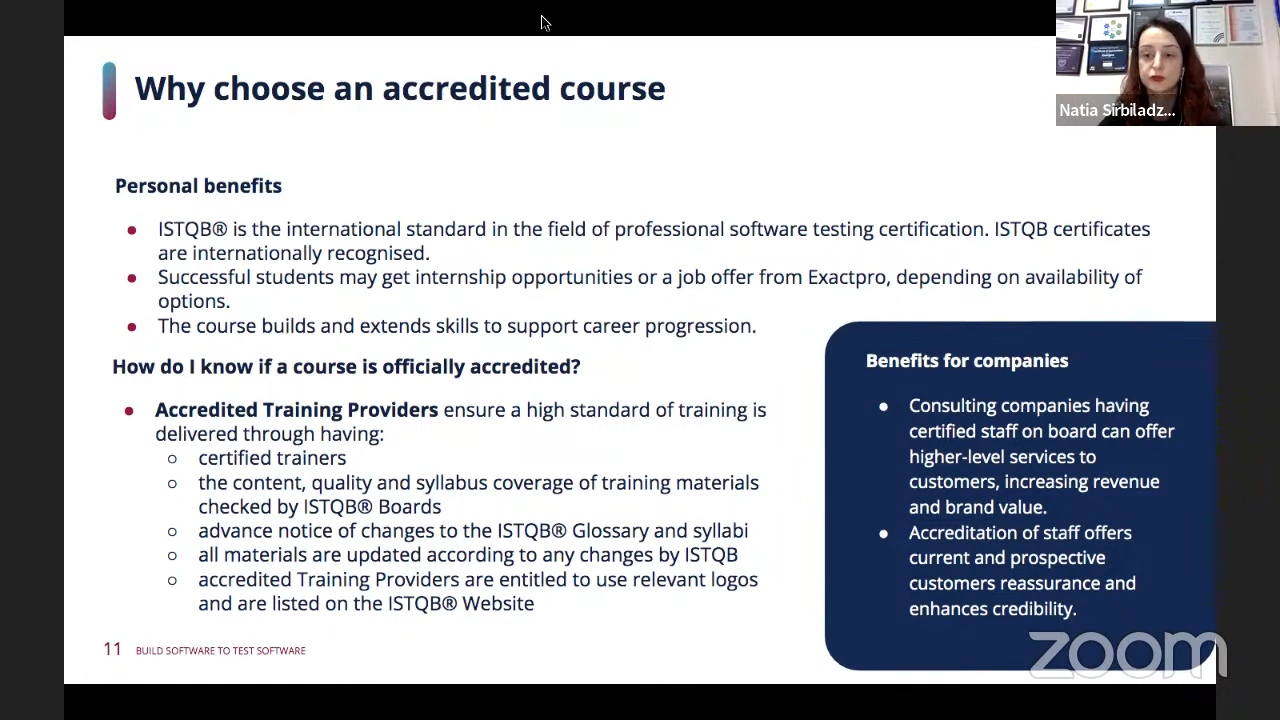 Why choose an accredited course
Natia Sirbiladz...
Personal benefits
● ISTQB® is the international standard in the field of professional software testing certification. ISTQB certificates
are internationally recognised.
● Successful students may get internship opportunities or a job offer from Exactpro, depending on availability of
options.
● The course builds and extends skills to support career progression.
How do I know if a course is officially accredited?
● Accredited Training Providers ensure a high standard of training is
delivered through having:
○ certified trainers
○ the content, quality and syllabus coverage of training materials
checked by ISTQB® Boards
○ advance notice of changes to the ISTQB® Glossary and syllabi
○ all materials are updated according to any changes by ISTQB
○ accredited Training Providers are entitled to use relevant logos
and are listed on the ISTQB® Website
Benefits for companies
● Consulting companies having
certified staff on board can offer
higher-level services to
customers, increasing revenue
and brand value.
● Accreditation of staff offers
current and prospective
customers reassurance and
enhances credibility.
11 BUILD SOFTWARE TO TEST SOFTWARE
zoom